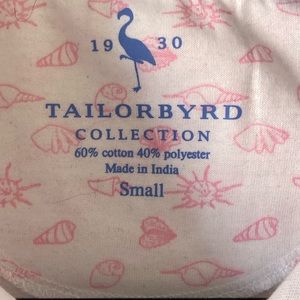 19 30
TAILORBYRD
COLLECTION
60% cotton 40% polyester
Made in India
Small